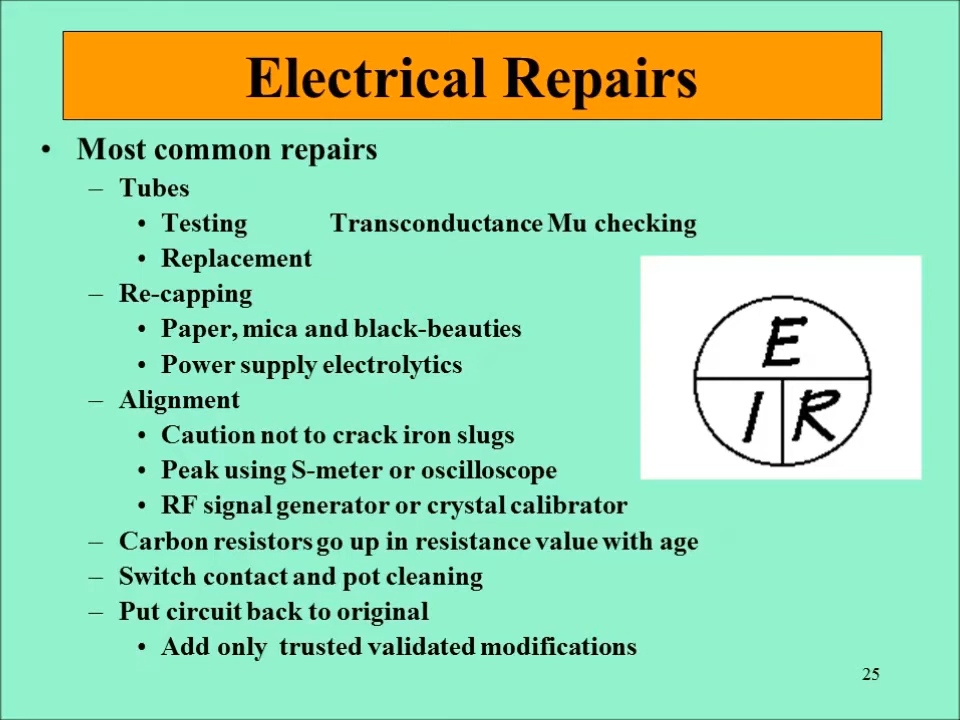 Electrical Repairs
• Most common repairs
– Tubes
• Testing Transconductance Mu checking
• Replacement
– Re-capping
• Paper, mica and black-beauties
• Power supply electrolytics
– Alignment
• Caution not to crack iron slugs
• Peak using S-meter or oscilloscope
• RF signal generator or crystal calibrator
– Carbon resistors go up in resistance value with age
– Switch contact and pot cleaning
– Put circuit back to original
• Add only trusted validated modifications
E
I R
25